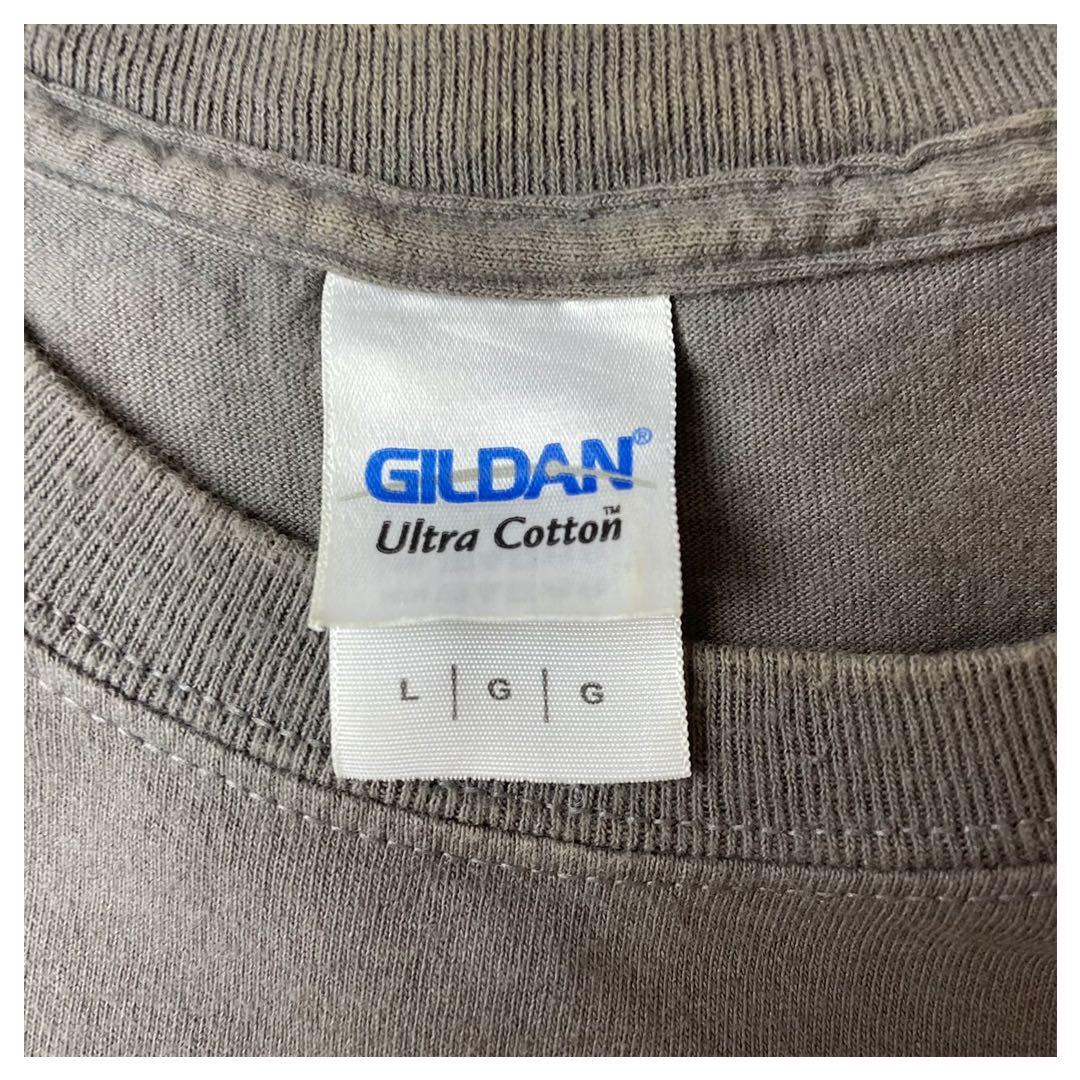 GILDAN®
Ultra Cotton™
L | G | G